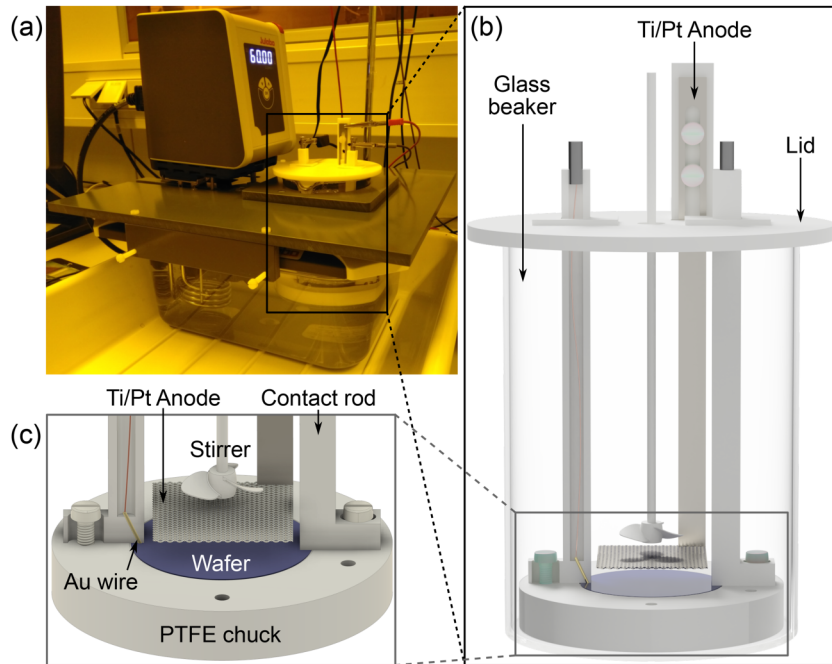 (a)
60.00
(b)
Ti/Pt Anode
Glass
beaker
Lid
(c)
Ti/Pt Anode
Contact rod
Stirrer
Au wire
Wafer
PTFE chuck